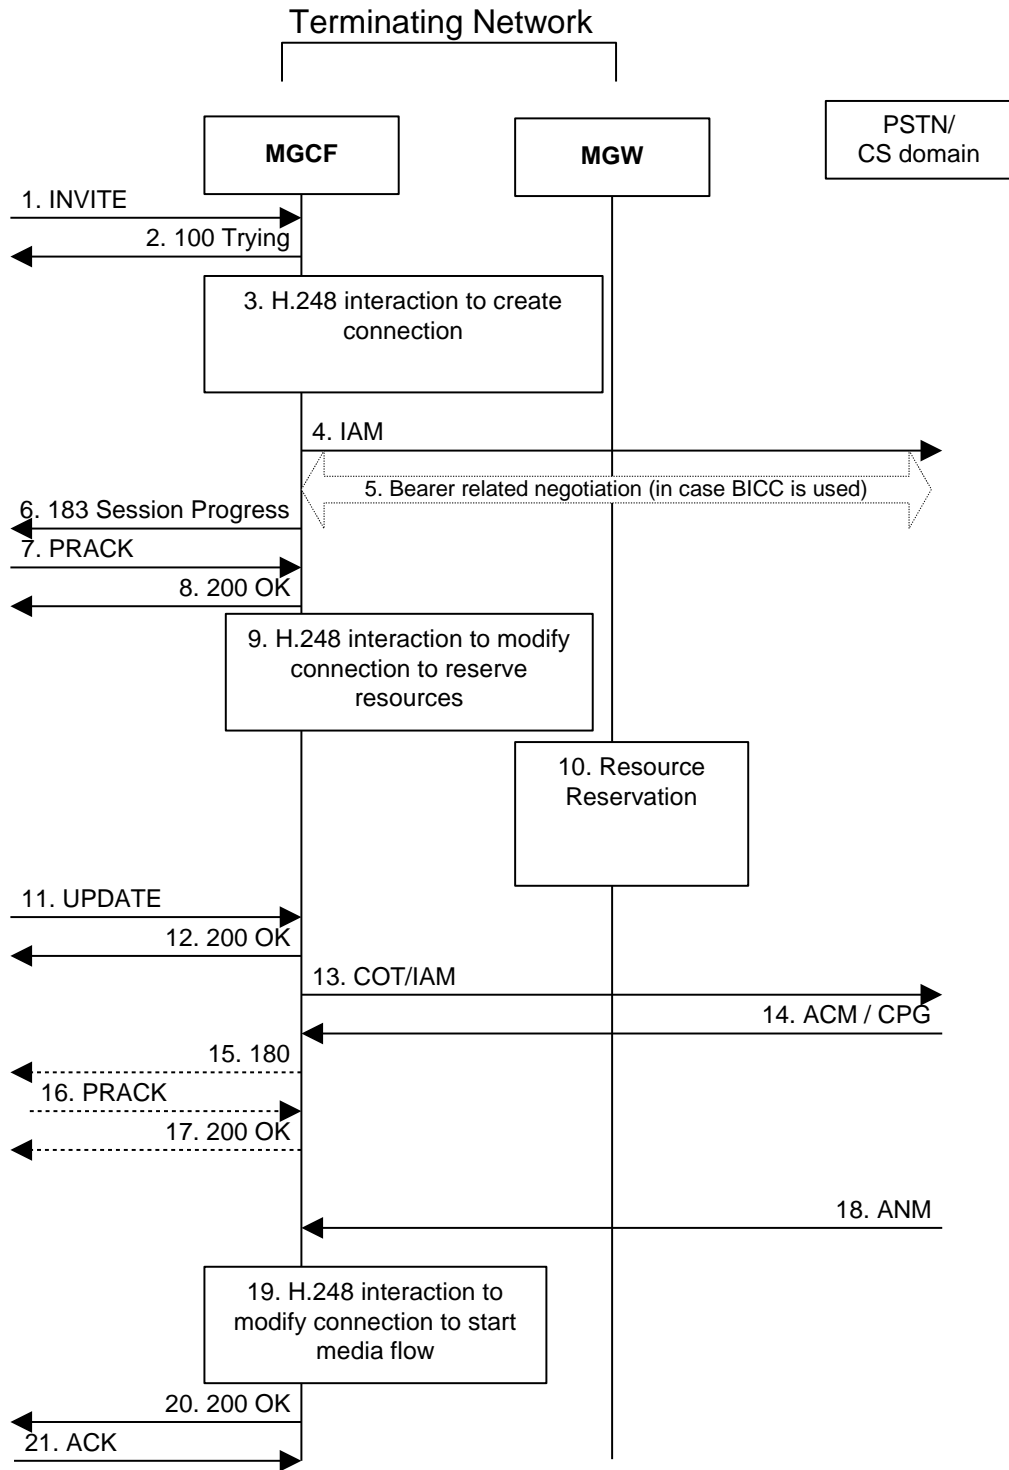 Terminating Network
MGCF
MGW
PSTN/
CS domain
1. INVITE
2. 100 Trying
3. H.248 interaction to create
connection
4. IAM
5. Bearer related negotiation (in case BICC is used)
6. 183 Session Progress
7. PRACK
8. 200 OK
9. H.248 interaction to modify
connection to reserve
resources
10. Resource
Reservation
11. UPDATE
12. 200 OK
13. COT/IAM
14. ACM / CPG
15. 180
16. PRACK
17. 200 OK
18. ANM
19. H.248 interaction to
modify connection to start
media flow
20. 200 OK
21. ACK